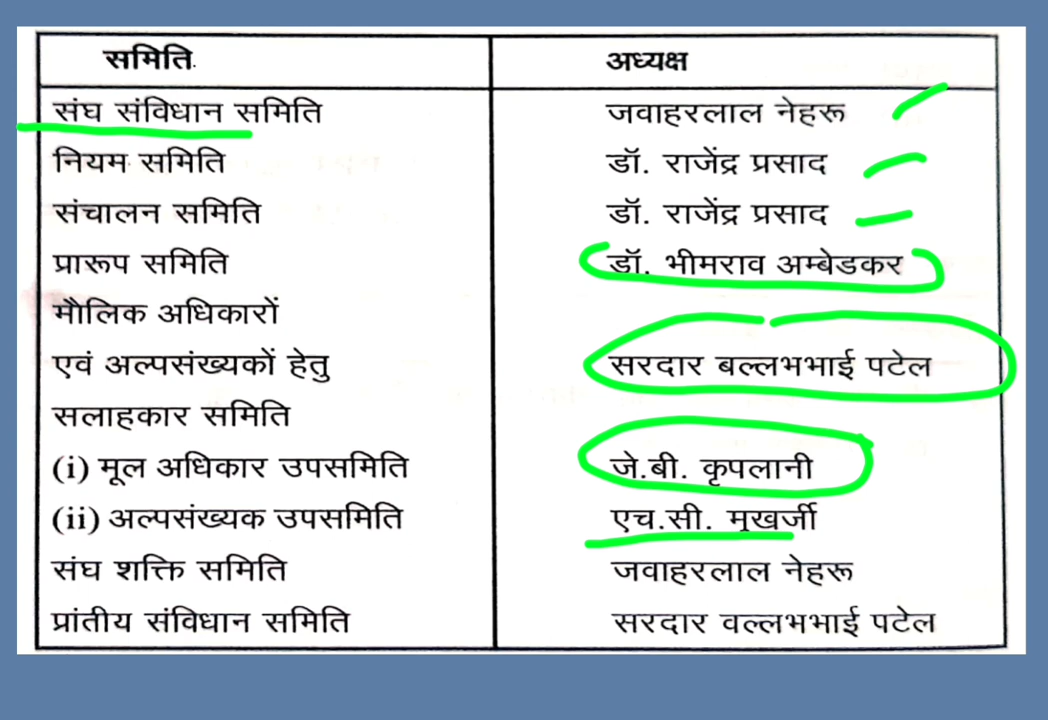 समिति अध्यक्ष
संघ संविधान समिति जवाहरलाल नेहरू
नियम समिति डॉ. राजेंद्र प्रसाद
संचालन समिति डॉ. राजेंद्र प्रसाद
प्रारूप समिति डॉ. भीमराव अम्बेडकर
मौलिक अधिकारों
एवं अल्पसंख्यकों हेतु सरदार बल्लभभाई पटेल
सलाहकार समिति
(i) मूल अधिकार उपसमिति जे.बी. कृपलानी
(ii) अल्पसंख्यक उपसमिति एच.सी. मुखर्जी
संघ शक्ति समिति जवाहरलाल नेहरू
प्रांतीय संविधान समिति सरदार वल्लभभाई पटेल